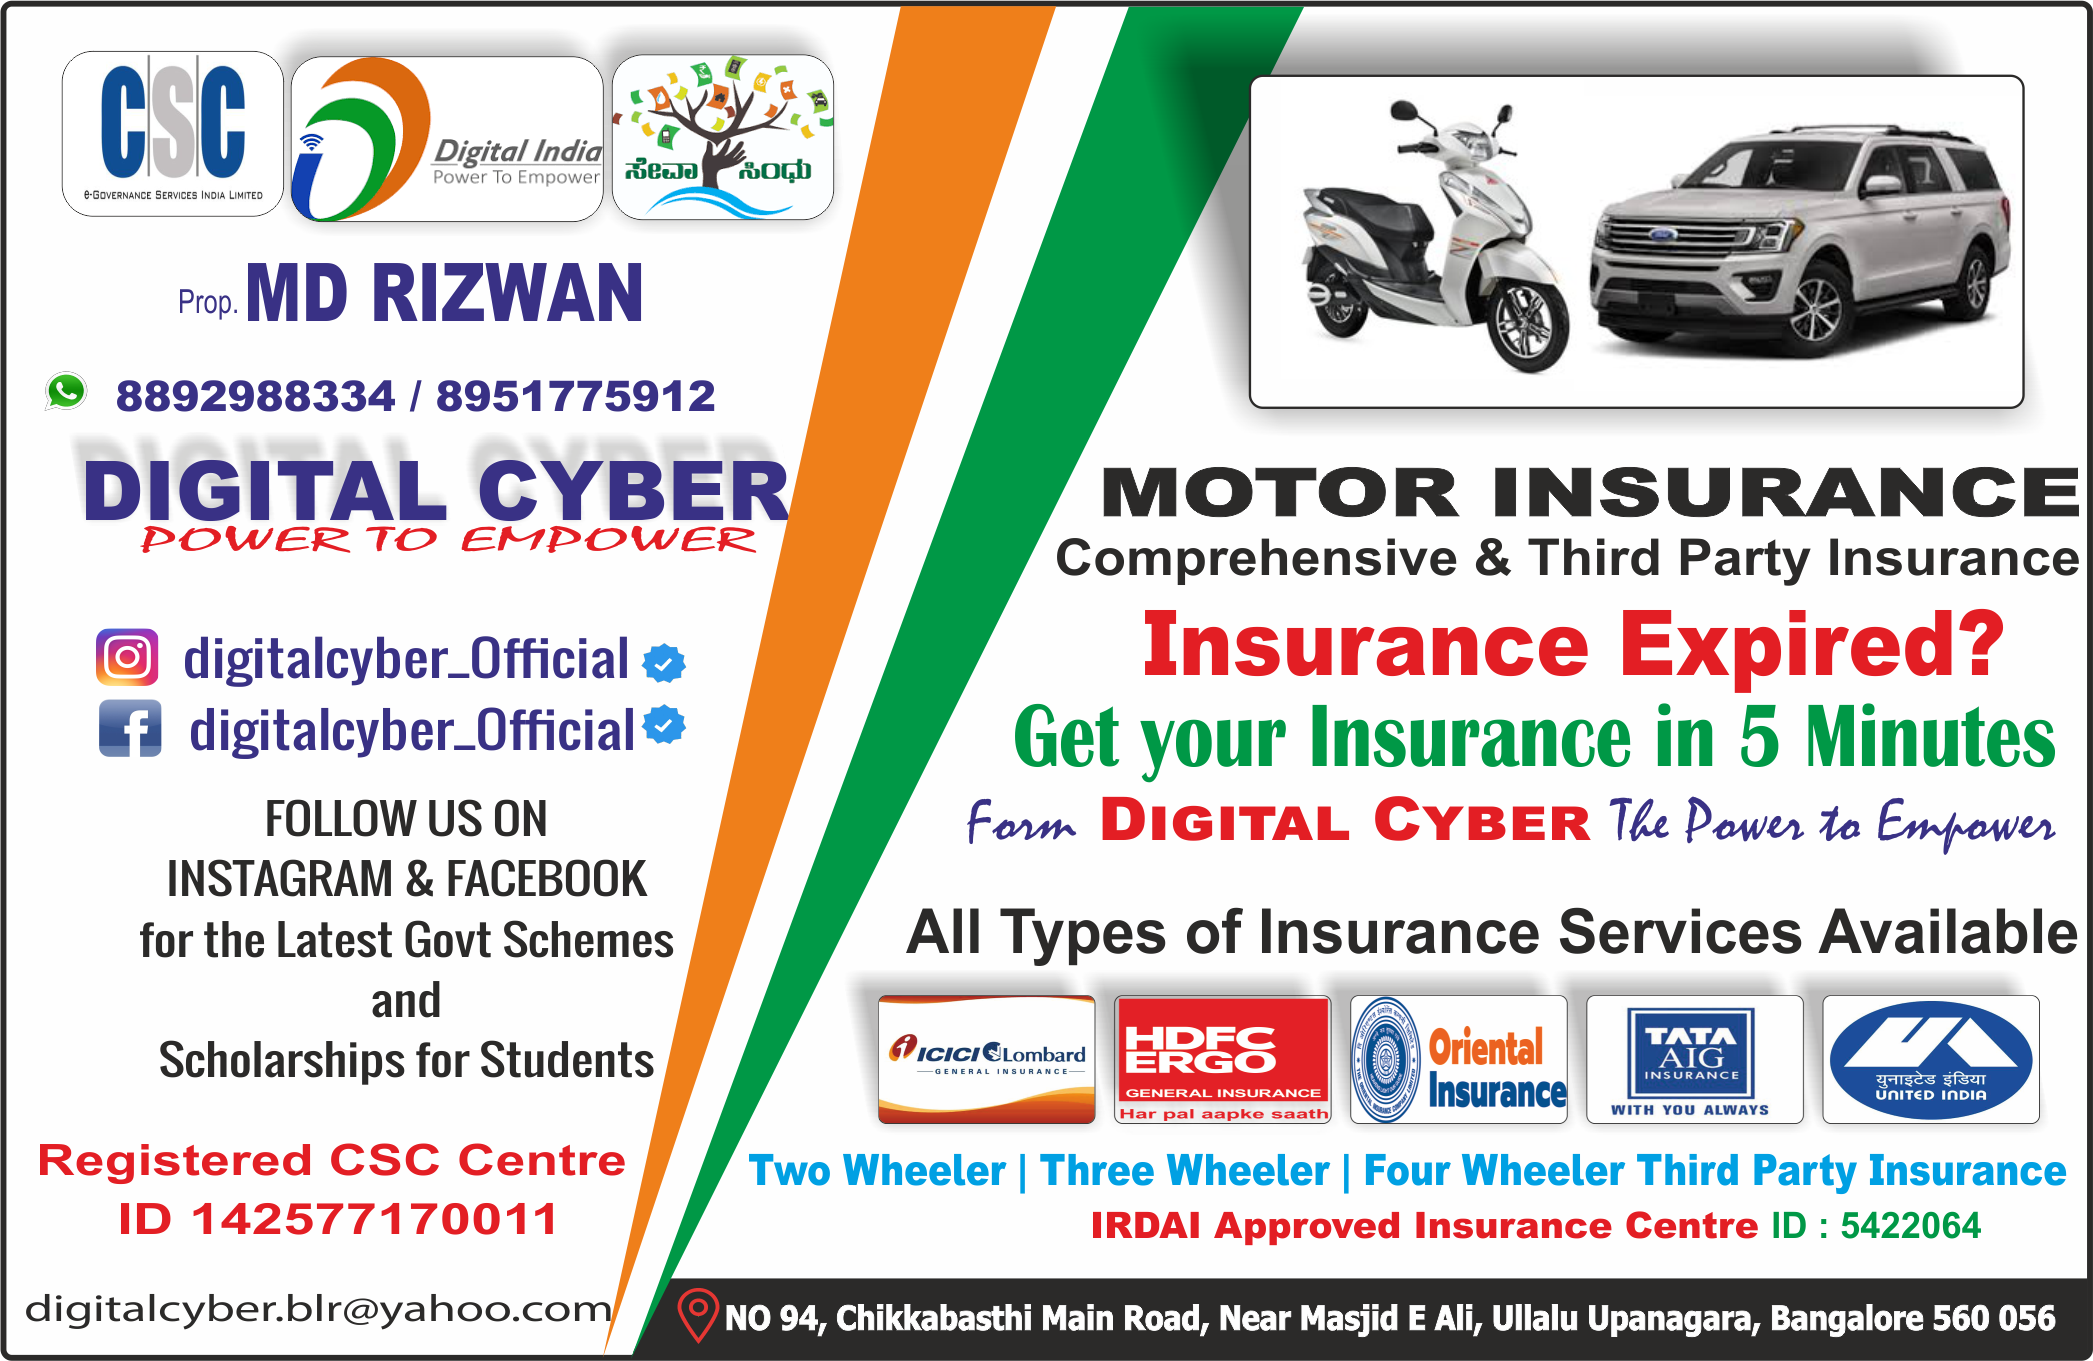 CSC
e-GOVERNANCE SERVICES INDIA LIMITED
Digital India
Power To Empower
ಸೇವಾ ಸಿಂಧು
Prop. MD RIZWAN
8892988334 / 8951775912
DIGITAL CYBER
POWER TO EMPOWER
digitalcyber_Official
digitalcyber_Official
FOLLOW US ON
INSTAGRAM & FACEBOOK
for the Latest Govt Schemes
and
Scholarships for Students
Registered CSC Centre
ID 142577170011
digitalcyber.blr@yahoo.com
MOTOR INSURANCE
Comprehensive & Third Party Insurance
Insurance Expired?
Get your Insurance in 5 Minutes
Form DIGITAL CYBER The Power to Empower
All Types of Insurance Services Available
ICICI Lombard
GENERAL INSURANCE
HDFC
ERGO
GENERAL INSURANCE
Har pal aapke saath
Oriental
Insurance
TATA
AIG
INSURANCE
WITH YOU ALWAYS
युनाइटेड इंडिया
UNITED INDIA
Two Wheeler | Three Wheeler | Four Wheeler Third Party Insurance
IRDAI Approved Insurance Centre ID : 5422064
NO 94, Chikkabasthi Main Road, Near Masjid E Ali, Ullalu Upanagara, Bangalore 560 056